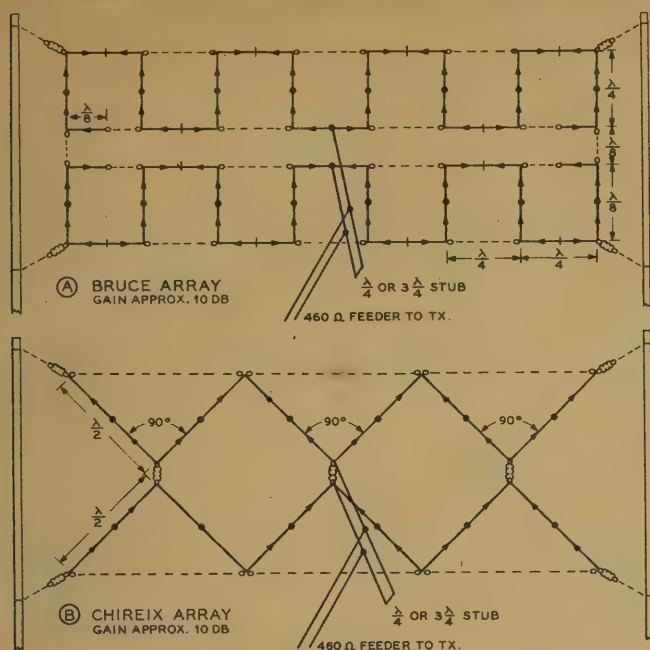 λ/8
λ/4
λ/8
λ/8
λ/4 λ/4
Ⓐ BRUCE ARRAY
GAIN APPROX. 10 DB
λ/4 OR 3 λ/4 STUB
460 Ω FEEDER TO TX.
90° 90° 90°
λ/2
λ/2
Ⓑ CHIREIX ARRAY
GAIN APPROX. 10 DB
λ/4 OR 3 λ/4 STUB
460 Ω FEEDER TO TX.